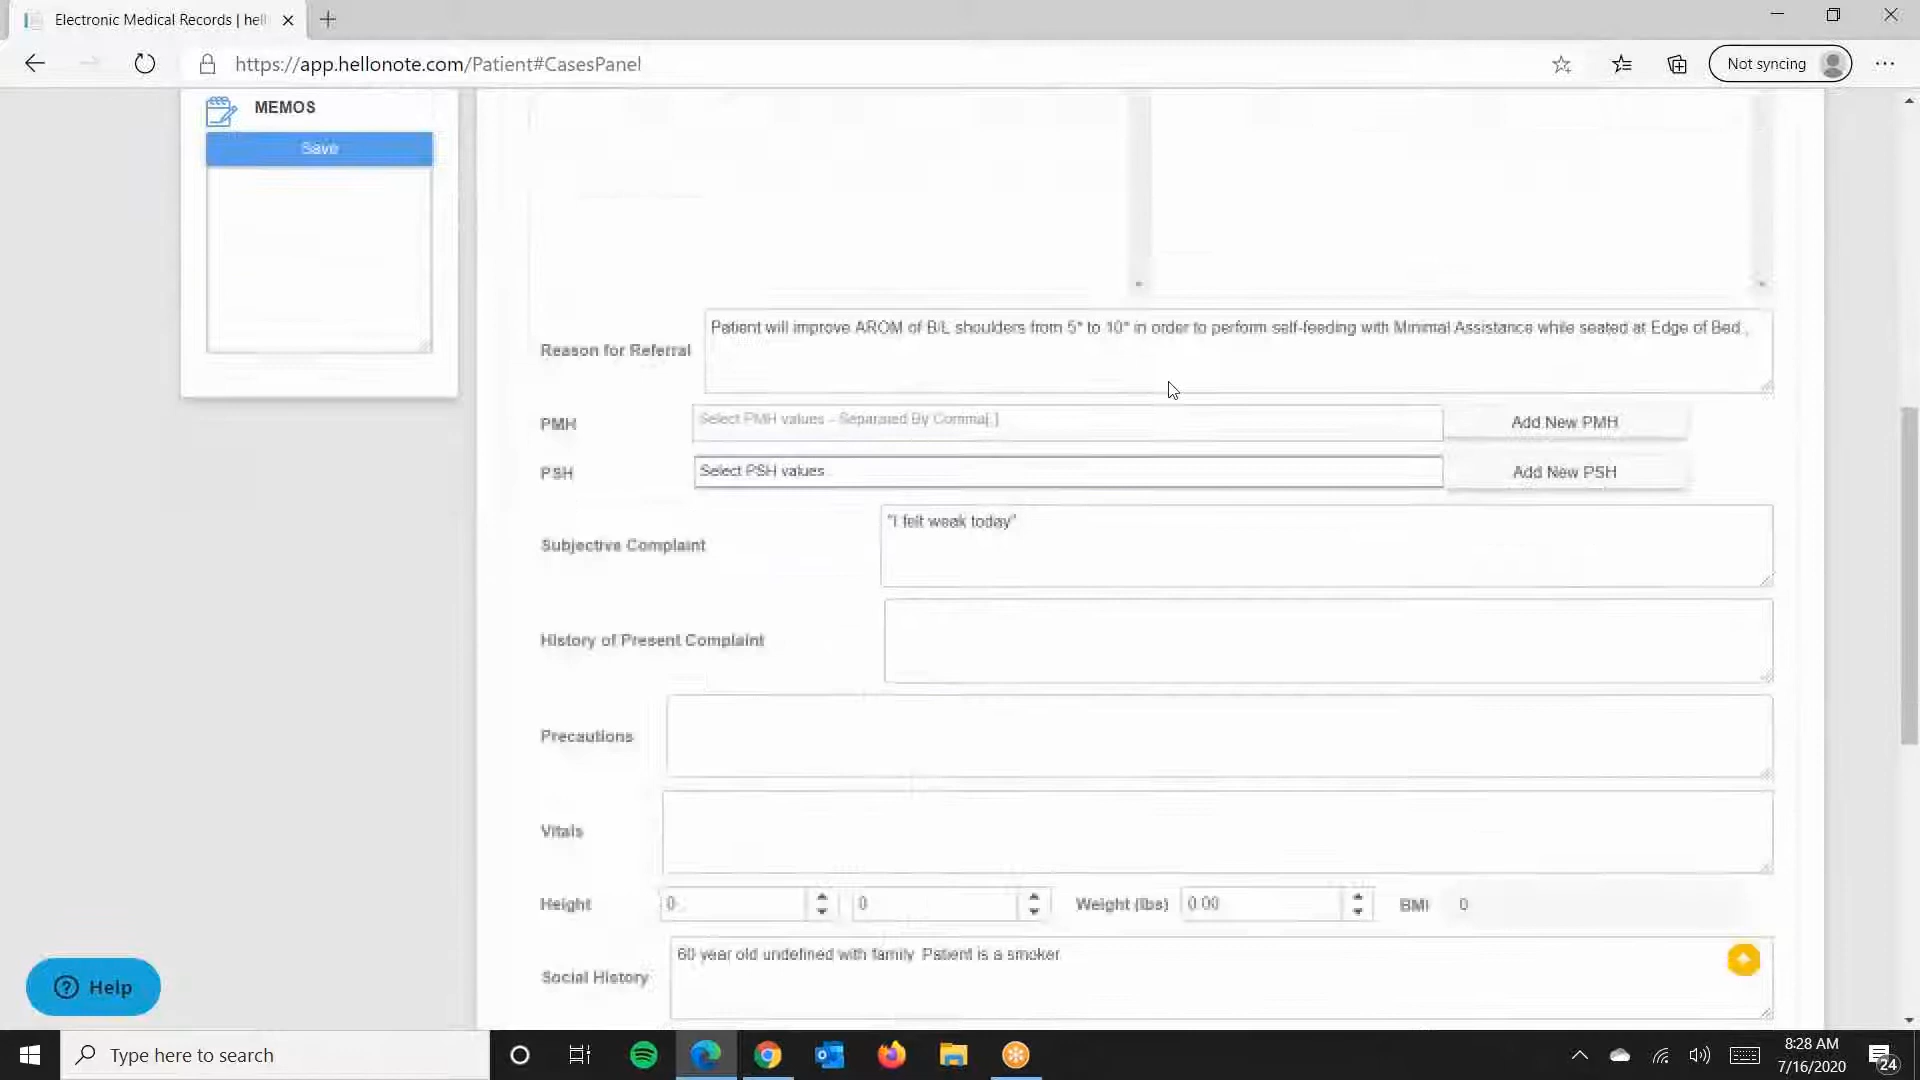 Electronic Medical Records | hell
https://app.hellonote.com/Patient#CasesPanel
Not syncing
MEMOS
Save
Reason for Referral
Patient will improve AROM of B/L shoulders from 5° to 10° in order to perform self-feeding with Minimal Assistance while seated at Edge of Bed .
PMH
Select PMH values - Separated By Comma[,]
Add New PMH
PSH
Select PSH values
Add New PSH
Subjective Complaint
"I felt weak today"
History of Present Complaint
Precautions
Vitals
Height
0
0
Weight (lbs)
0.00
BMI
0
Social History
60 year old undefined with family Patient is a smoker
Help
Type here to search
8:28 AM
7/16/2020
24